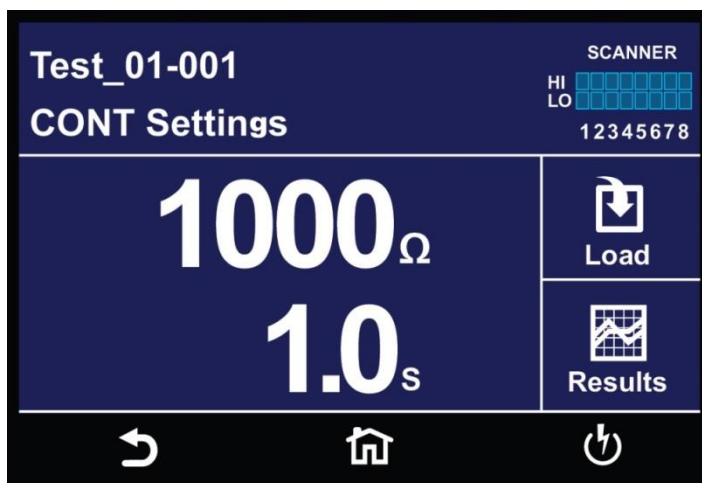 Test_01-001
CONT Settings
SCANNER
HI
LO
12345678
1000Ω
1.0s
Load
Results